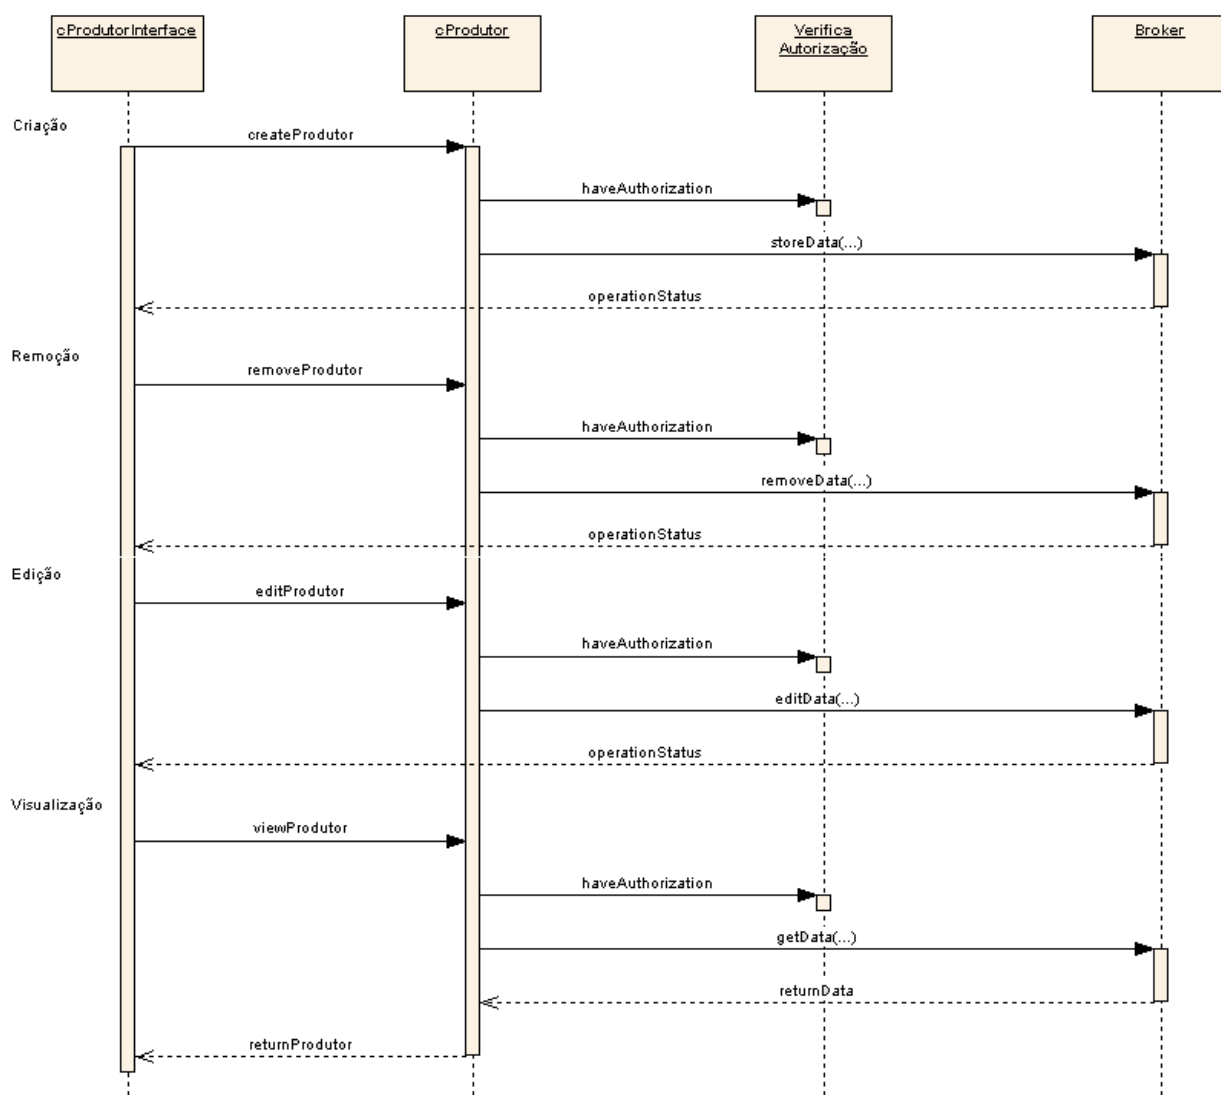 cProdutorInterface
cProdutor
Verifica
Autorização
Broker
Criação
createProdutor
haveAuthorization
storeData(...)
operationStatus
Remoção
removeProdutor
haveAuthorization
removeData(...)
operationStatus
Edição
editProdutor
haveAuthorization
editData(...)
operationStatus
Visualização
viewProdutor
haveAuthorization
getData(...)
returnData
returnProdutor